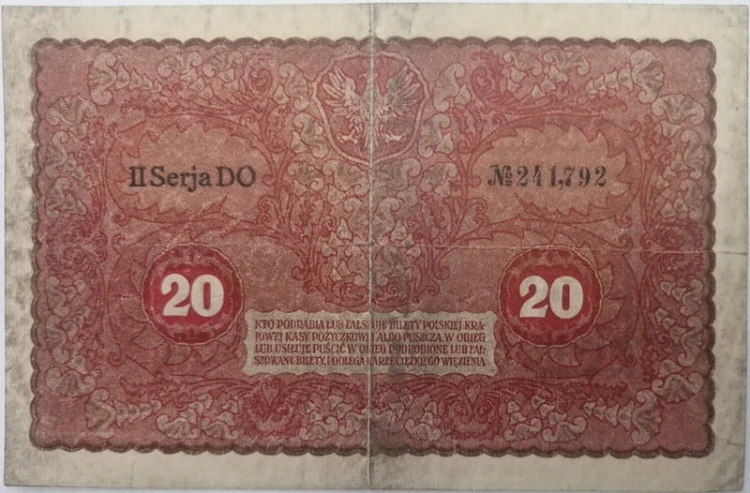 II Serja DO
№ 241,792
20
20
KTO PODRABIA LUB FAŁSZUJE BILETY POLSKIEJ KRA-
JOWEJ KASY POŻYCZKOWEJ ALBO PUSZCZA W OBIEG
LUB USIŁUJE PUŚCIĆ W OBIEG PODROBIONE LUB FAŁ-
SZOWANE BILETY, PODLEGA KARZE CIĘŻKIEGO WIĘZIENIA.